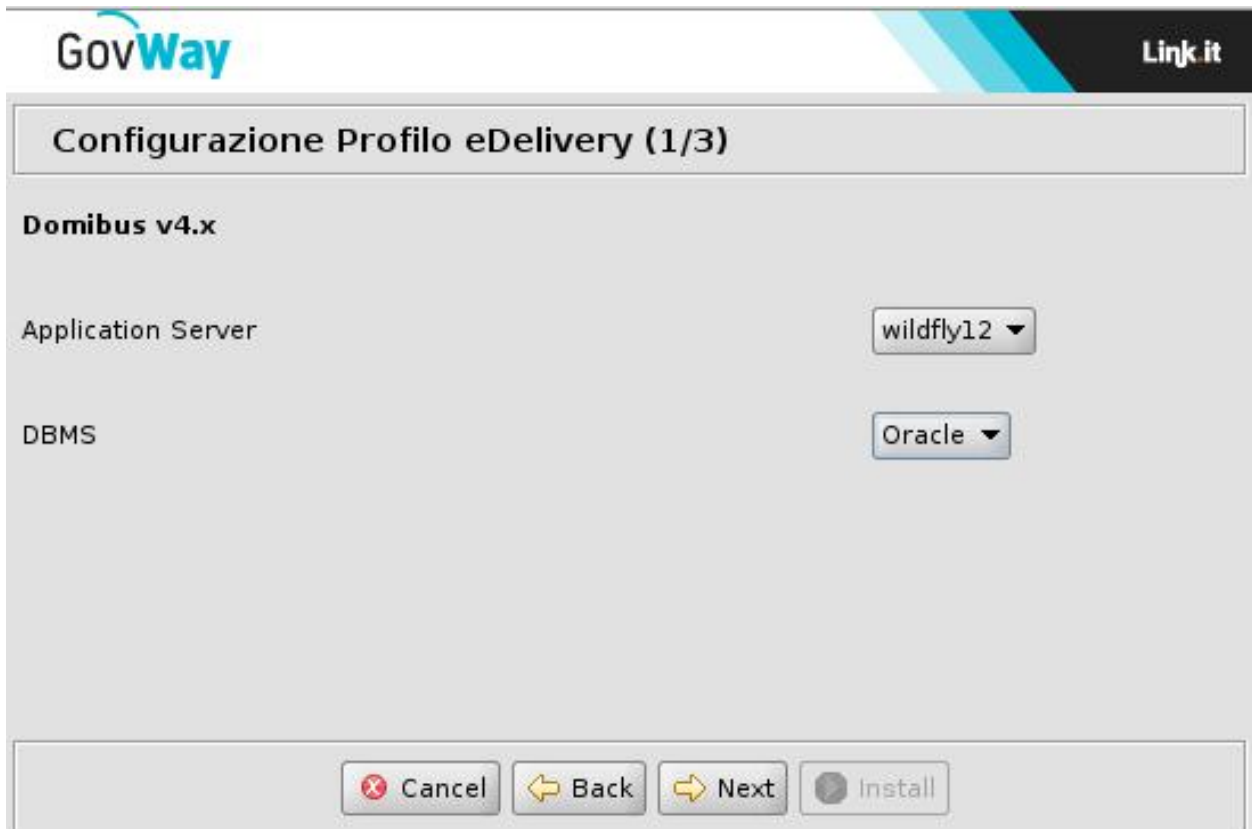 GovWay
Link.it
Configurazione Profilo eDelivery (1/3)
Domibus v4.x
Application Server
wildfly12
DBMS
Oracle
Cancel
Back
Next
Install